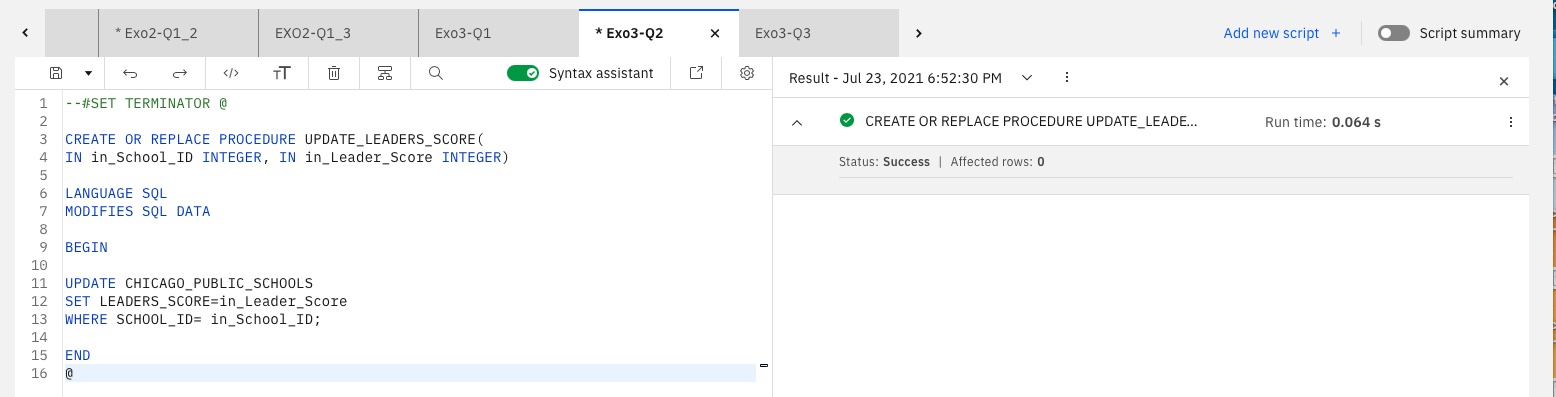 * Exo2-Q1_2
EXO2-Q1_3
Exo3-Q1
* Exo3-Q2
Exo3-Q3
Add new script +
Script summary
</>
TT
Syntax assistant
1 --#SET TERMINATOR @
2
3 CREATE OR REPLACE PROCEDURE UPDATE_LEADERS_SCORE(
4 IN in_School_ID INTEGER, IN in_Leader_Score INTEGER)
5
6 LANGUAGE SQL
7 MODIFIES SQL DATA
8
9 BEGIN
10
11 UPDATE CHICAGO_PUBLIC_SCHOOLS
12 SET LEADERS_SCORE=in_Leader_Score
13 WHERE SCHOOL_ID= in_School_ID;
14
15 END
16 @
Result - Jul 23, 2021 6:52:30 PM
CREATE OR REPLACE PROCEDURE UPDATE_LEADE...
Run time: 0.064 s
Status: Success | Affected rows: 0